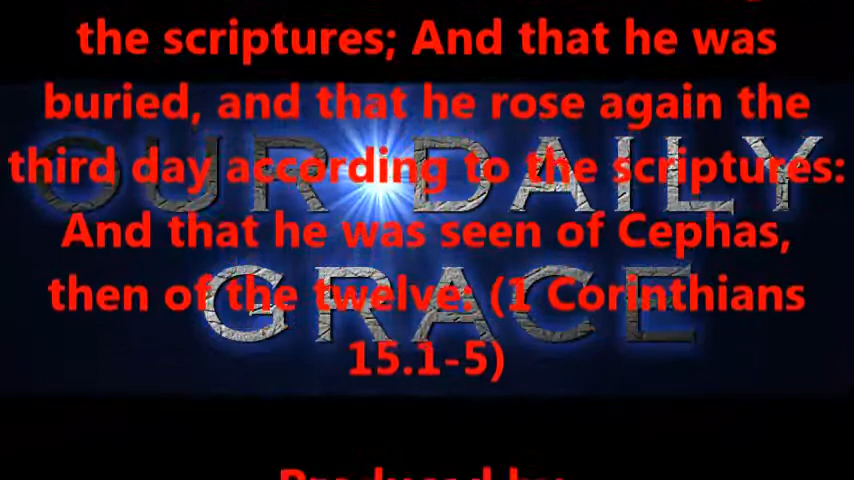 the scriptures; And that he was
buried, and that he rose again the
third day according to the scriptures:
And that he was seen of Cephas,
then of the twelve: (1 Corinthians
15.1-5)
Produced by:
OUR DAILY
GRACE